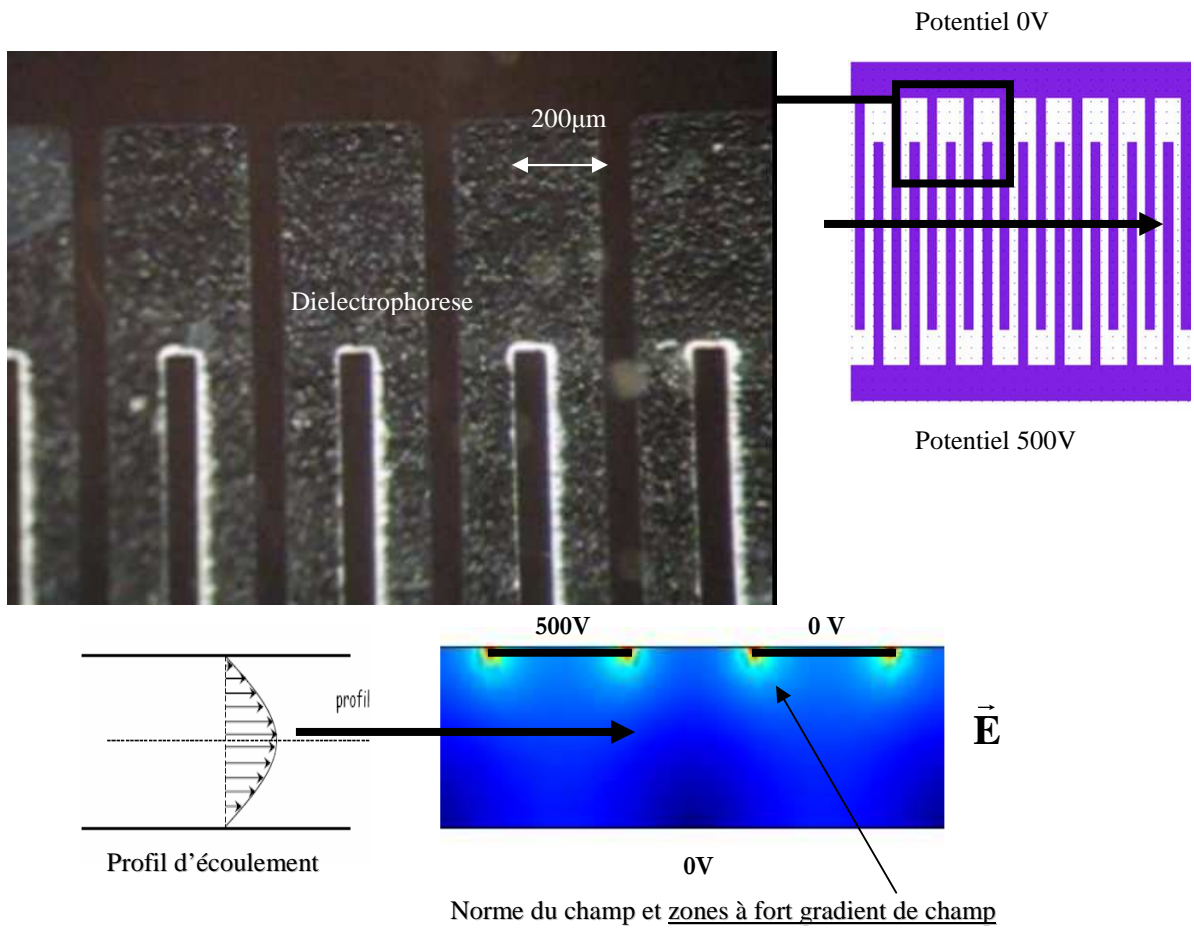 Potentiel 0V
200μm
Dielectrophorese
Potentiel 500V
500V
0 V
profil
E
Profil d'écoulement
0V
Norme du champ et zones à fort gradient de champ